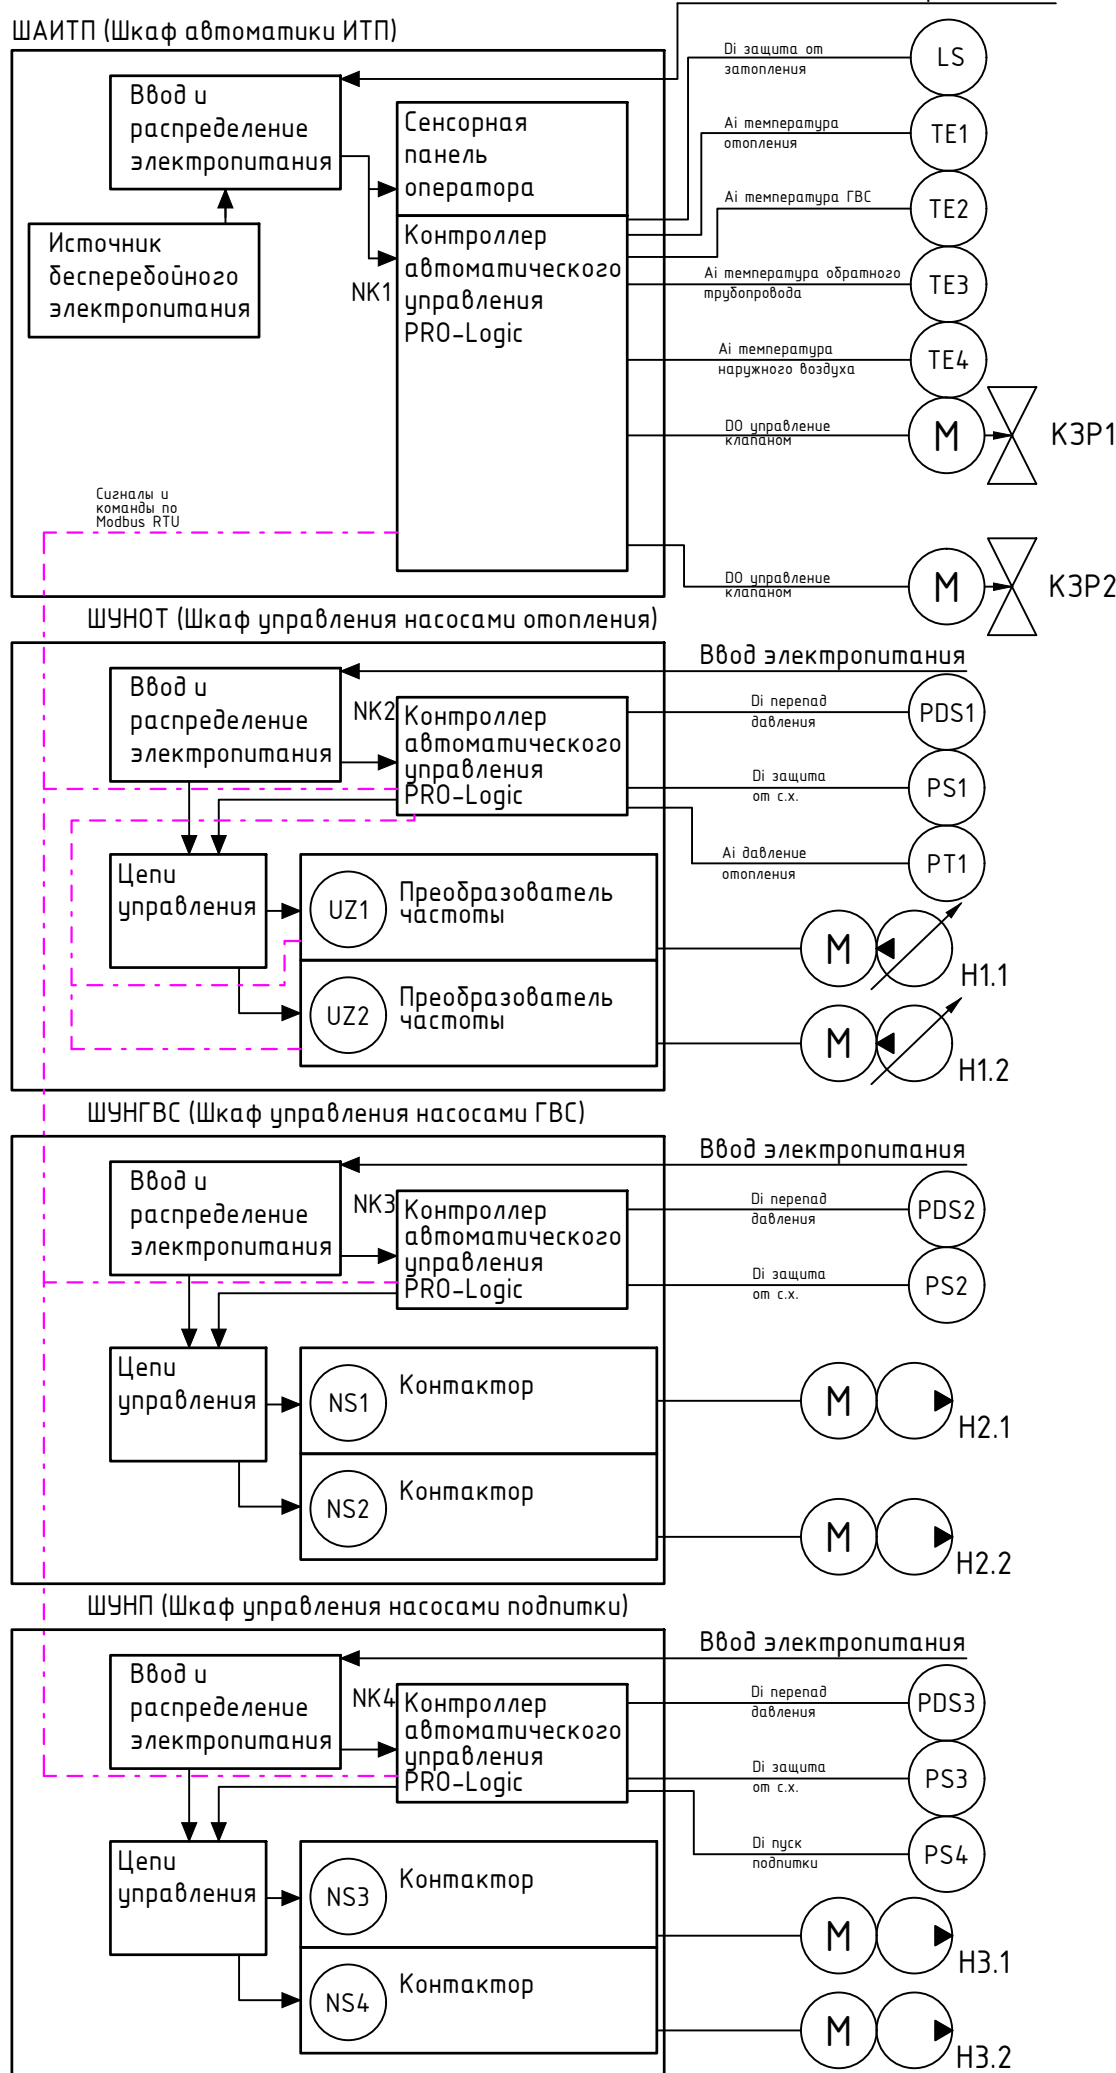 ШАИТП (Шкаф автоматики ИТП)
Ввод и
распределение
электропитания
Источник
бесперебойного
электропитания
Сенсорная
панель
оператора
NK1
Контроллер
автоматического
управления
PRO-Logic
Di защита от
затопления
LS
Ai температура
отопления
TE1
Ai температура ГВС
TE2
Ai температура обратного
трубопровода
TE3
Ai температура
наружного воздуха
TE4
DO управление
клапаном
M
КЗР1
Сигналы и
команды по
Modbus RTU
DO управление
клапаном
M
КЗР2
ШУНОТ (Шкаф управления насосами отопления)
Ввод электропитания
Ввод и
распределение
электропитания
NK2
Контроллер
автоматического
управления
PRO-Logic
Di перепад
давления
PDS1
Di защита
от с.х.
PS1
Ai давление
отопления
PT1
Цепи
управления
UZ1
Преобразователь
частоты
M
Н1.1
UZ2
Преобразователь
частоты
M
Н1.2
ШУНГВС (Шкаф управления насосами ГВС)
Ввод электропитания
Ввод и
распределение
электропитания
NK3
Контроллер
автоматического
управления
PRO-Logic
Di перепад
давления
PDS2
Di защита
от с.х.
PS2
Цепи
управления
NS1
Контактор
M
Н2.1
NS2
Контактор
M
Н2.2
ШУНП (Шкаф управления насосами подпитки)
Ввод электропитания
Ввод и
распределение
электропитания
NK4
Контроллер
автоматического
управления
PRO-Logic
Di перепад
давления
PDS3
Di защита
от с.х.
PS3
Di пуск
подпитки
PS4
Цепи
управления
NS3
Контактор
M
Н3.1
NS4
Контактор
M
Н3.2